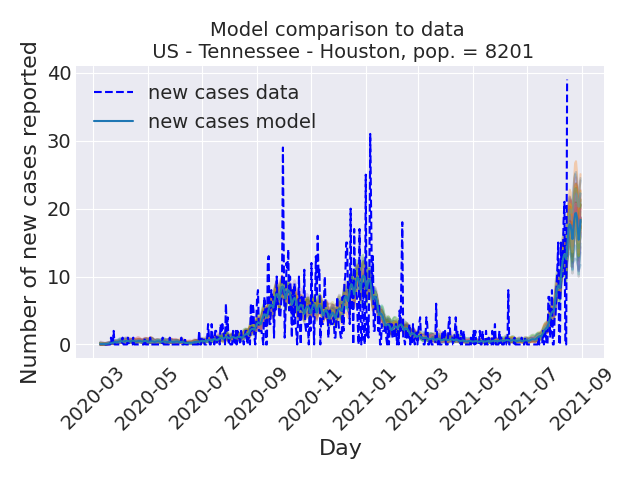 Model comparison to data
US - Tennessee - Houston, pop. = 8201
Number of new cases reported
40
30
20
10
0
new cases data
new cases model
2020-03
2020-05
2020-07
2020-09
2020-11
2021-01
2021-03
2021-05
2021-07
2021-09
Day